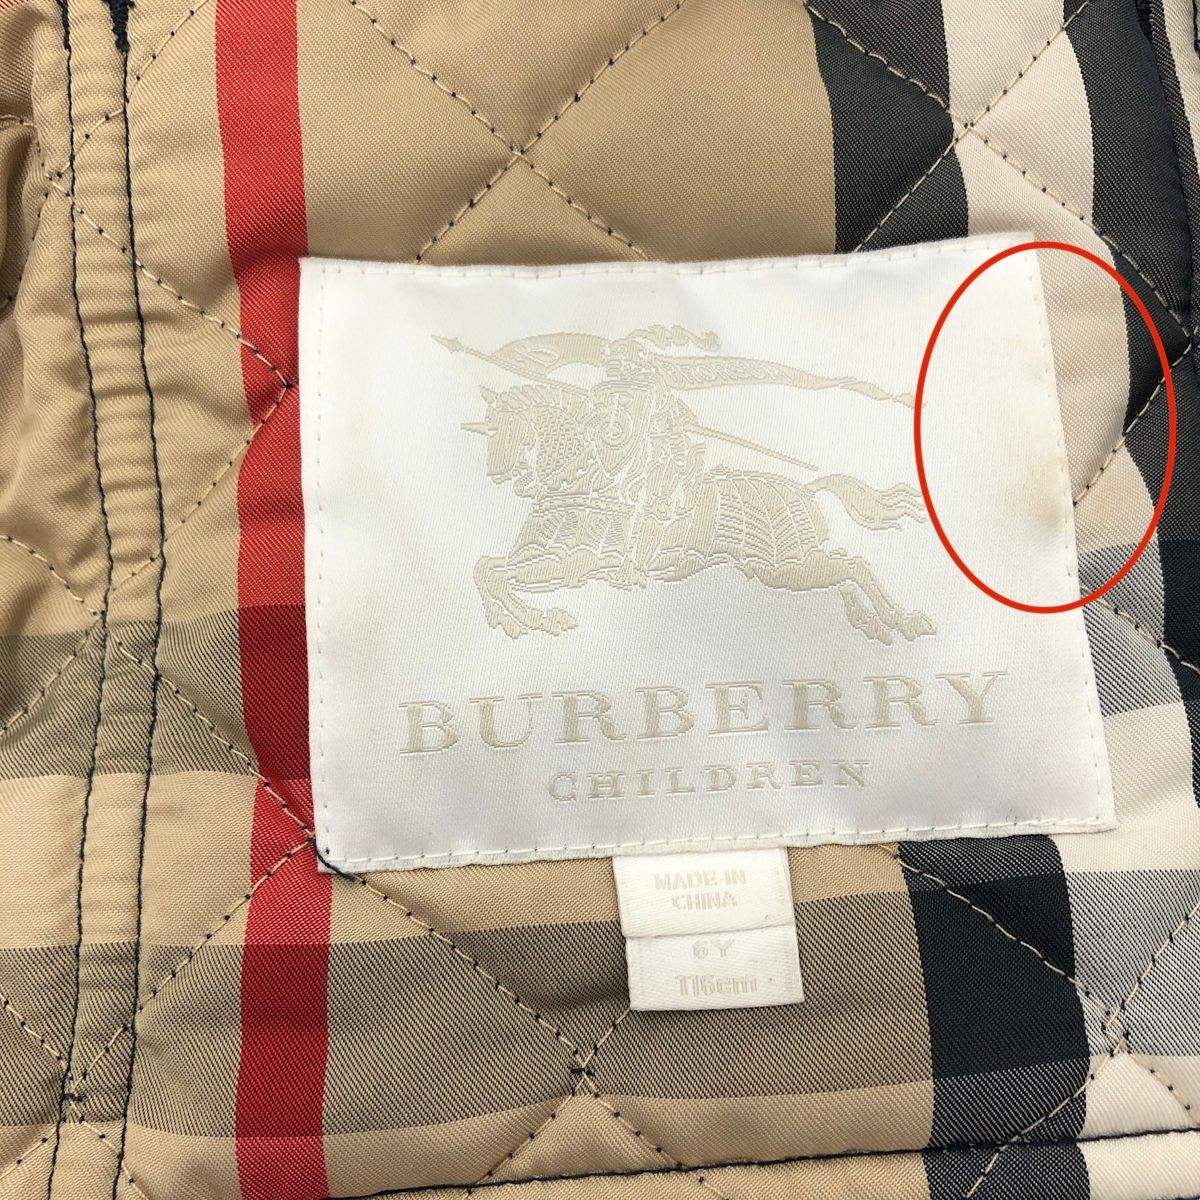 BURBERRY
CHILDREN
MADE-IN
CHINA
6Y
116cm